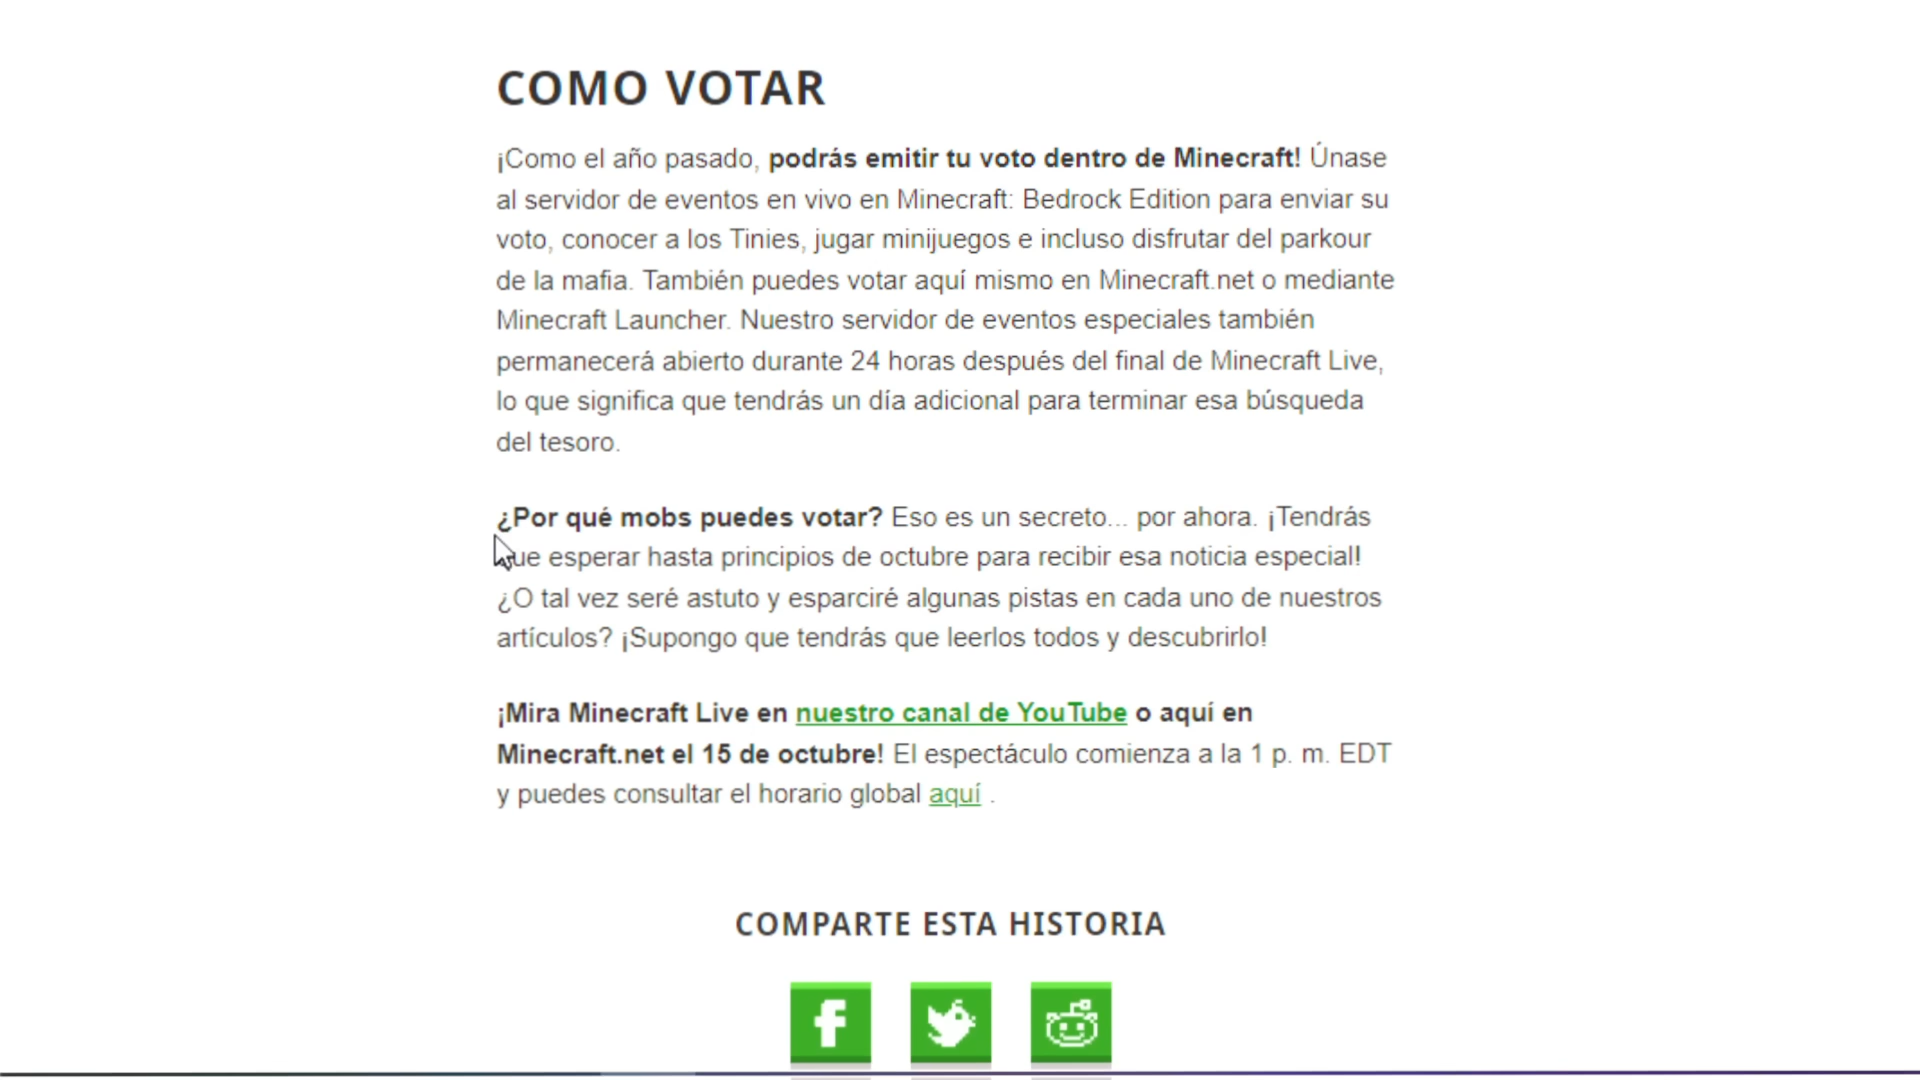 COMO VOTAR
¡Como el año pasado, podrás emitir tu voto dentro de Minecraft! Únase
al servidor de eventos en vivo en Minecraft: Bedrock Edition para enviar su
voto, conocer a los Tinies, jugar minijuegos e incluso disfrutar del parkour
de la mafia. También puedes votar aquí mismo en Minecraft.net o mediante
Minecraft Launcher. Nuestro servidor de eventos especiales también
permanecerá abierto durante 24 horas después del final de Minecraft Live,
lo que significa que tendrás un día adicional para terminar esa búsqueda
del tesoro.
¿Por qué mobs puedes votar? Eso es un secreto... por ahora. ¡Tendrás
que esperar hasta principios de octubre para recibir esa noticia especial!
¿O tal vez seré astuto y esparciré algunas pistas en cada uno de nuestros
artículos? ¡Supongo que tendrás que leerlos todos y descubrirlo!
¡Mira Minecraft Live en nuestro canal de YouTube o aquí en
Minecraft.net el 15 de octubre! El espectáculo comienza a la 1 p. m. EDT
y puedes consultar el horario global aquí .
COMPARTE ESTA HISTORIA